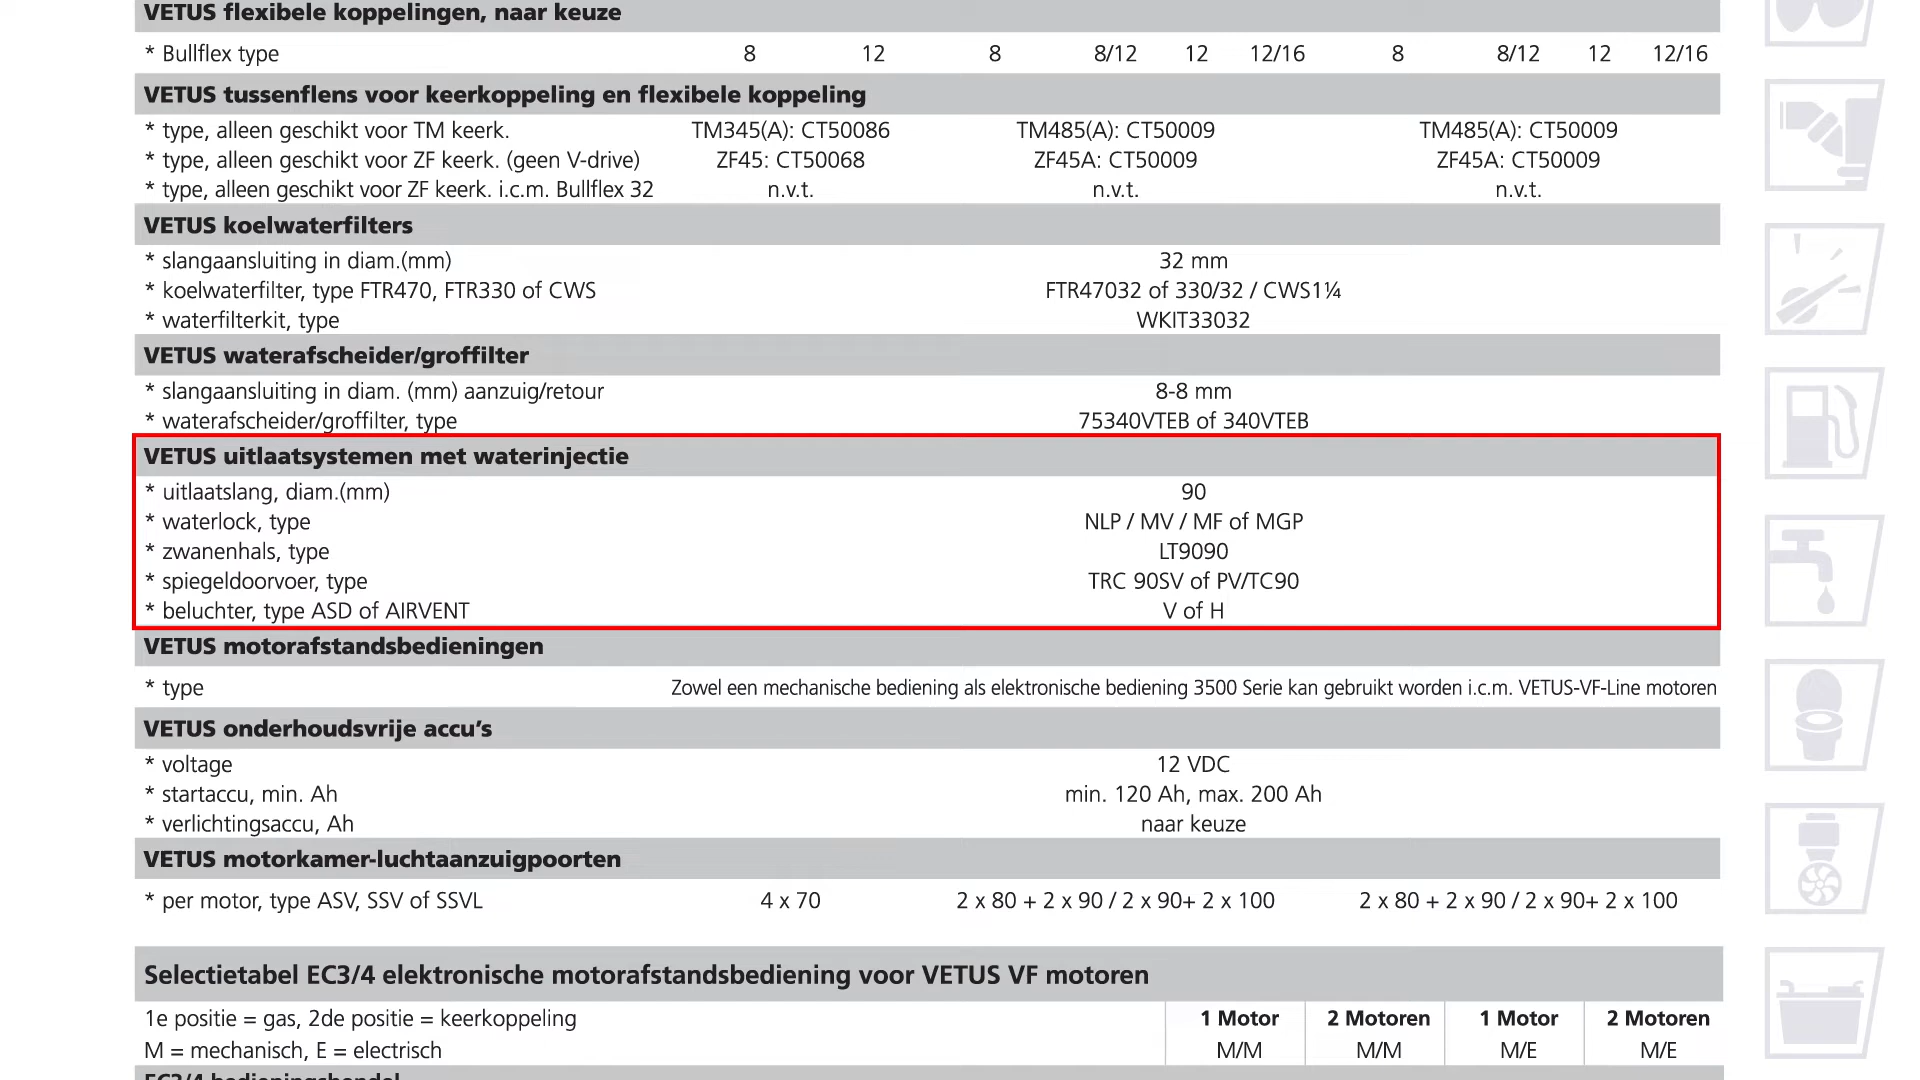 VETUS flexibele koppelingen, naar keuze
* Bullflex type 8 12 8 8/12 12 12/16 8 8/12 12 12/16
VETUS tussenflens voor keerkoppeling en flexibele koppeling
* type, alleen geschikt voor TM keerk. TM345(A): CT50086 TM485(A): CT50009 TM485(A): CT50009
* type, alleen geschikt voor ZF keerk. (geen V-drive) ZF45: CT50068 ZF45A: CT50009 ZF45A: CT50009
* type, alleen geschikt voor ZF keerk. i.c.m. Bullflex 32 n.v.t. n.v.t. n.v.t.
VETUS koelwaterfilters
* slangaansluiting in diam.(mm) 32 mm
* koelwaterfilter, type FTR470, FTR330 of CWS FTR47032 of 330/32 / CWS1¼
* waterfilterkit, type WKIT33032
VETUS waterafscheider/groffilter
* slangaansluiting in diam. (mm) aanzuig/retour 8-8 mm
* waterafscheider/groffilter, type 75340VTEB of 340VTEB
VETUS uitlaatsystemen met waterinjectie
* uitlaatslang, diam.(mm) 90
* waterlock, type NLP / MV / MF of MGP
* zwanenhals, type LT9090
* spiegeldoorvoer, type TRC 90SV of PV/TC90
* beluchter, type ASD of AIRVENT V of H
VETUS motorafstandsbedieningen
* type Zowel een mechanische bediening als elektronische bediening 3500 Serie kan gebruikt worden i.c.m. VETUS-VF-Line motoren
VETUS onderhoudsvrije accu's
* voltage 12 VDC
* startaccu, min. Ah min. 120 Ah, max. 200 Ah
* verlichtingsaccu, Ah naar keuze
VETUS motorkamer-luchtaanzuigpoorten
* per motor, type ASV, SSV of SSVL 4 x 70 2 x 80 + 2 x 90 / 2 x 90+ 2 x 100 2 x 80 + 2 x 90 / 2 x 90+ 2 x 100
Selectietabel EC3/4 elektronische motorafstandsbediening voor VETUS VF motoren
1e positie = gas, 2de positie = keerkoppeling 1 Motor 2 Motoren 1 Motor 2 Motoren
M = mechanisch, E = electrisch M/M M/M M/E M/E
EC3/4 bedieningshendel